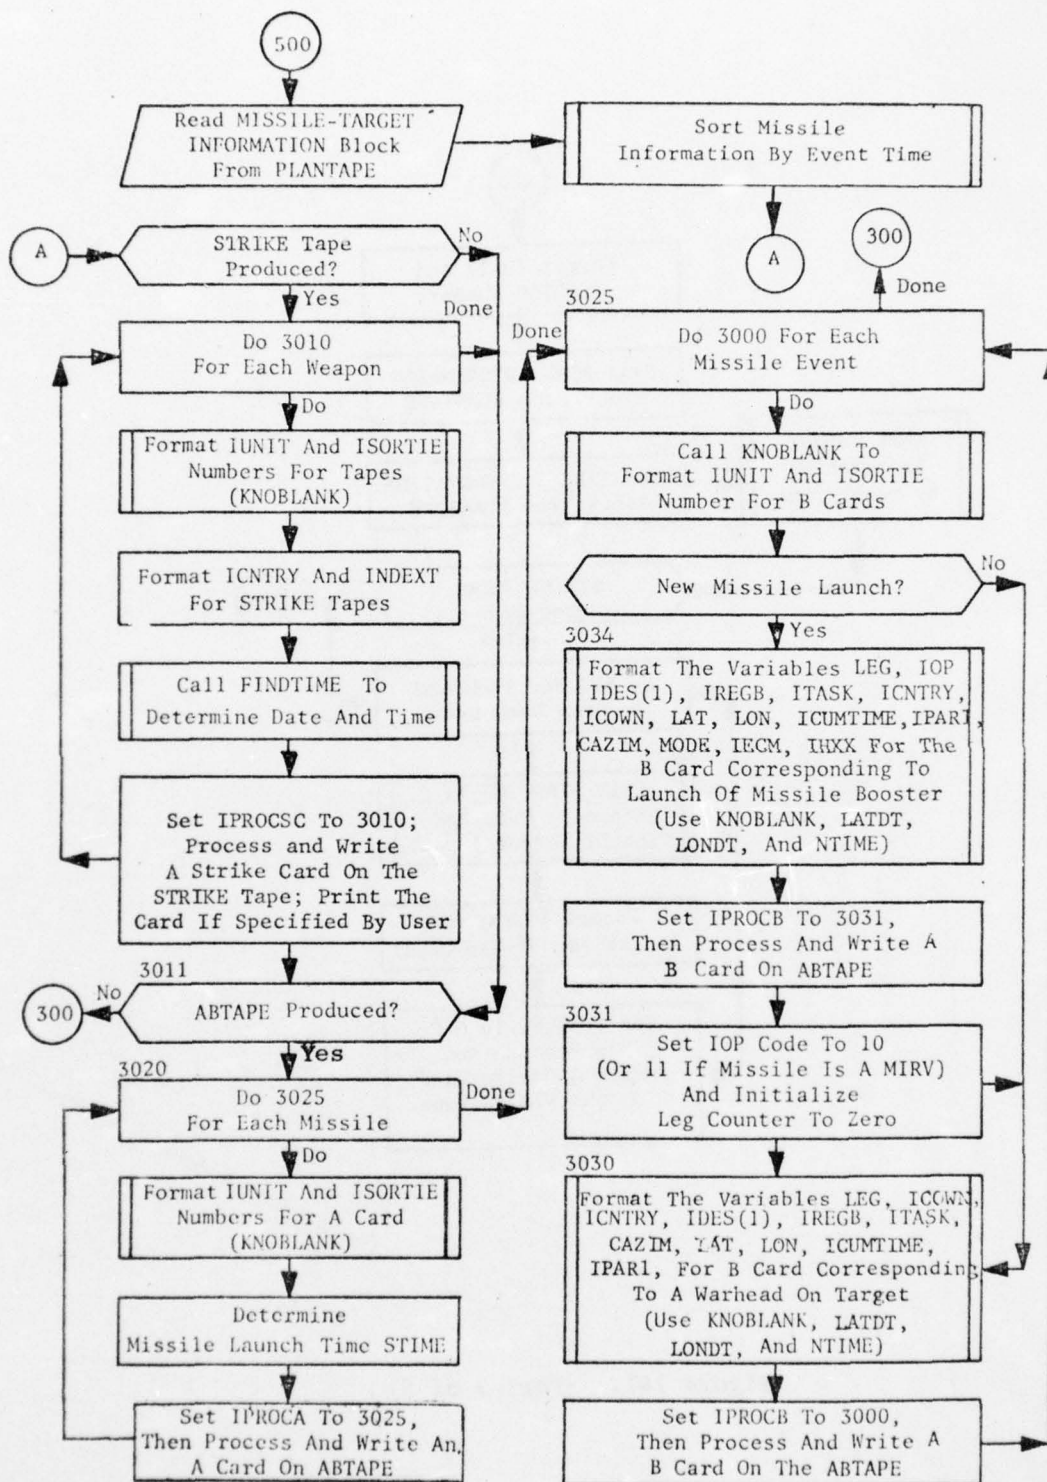 500
Read MISSILE-TARGET
INFORMATION Block
From PLANTAPE
Sort Missile
Information By Event Time
A
STRIKE Tape
Produced?
No
Yes
Done
Do 3010
For Each Weapon
Do
Format IUNIT And ISORTIE
Numbers For Tapes
(KNOBLANK)
Format ICNTRY And INDEXT
For STRIKE Tapes
Call FINDTIME To
Determine Date And Time
Set IPROCSC To 3010;
Process and Write
A Strike Card On The
STRIKE Tape; Print The
Card If Specified By User
3011
300
No
ABTAPE Produced?
Yes
3020
Do 3025
For Each Missile
Done
Do
Format IUNIT And ISORTIE
Numbers For A Card
(KNOBLANK)
Determine
Missile Launch Time STIME
Set IPROCA To 3025,
Then Process And Write An
A Card On ABTAPE
A
300
Done
3025
Done
Do 3000 For Each
Missile Event
Do
Call KNOBLANK To
Format IUNIT And ISORTIE
Number For B Cards
New Missile Launch?
No
Yes
3034
Format The Variables LEG, IOP
IDES(1), IREGB, ITASK, ICNTRY,
ICOWN, LAT, LON, ICUMTIME, IPAR1,
CAZIM, MODE, IECM, IHXX For The
B Card Corresponding To
Launch Of Missile Booster
(Use KNOBLANK, LATDT,
LONDT, And NTIME)
Set IPROCB To 3031,
Then Process And Write A
B Card On ABTAPE
3031
Set IOP Code To 10
(Or 11 If Missile Is A MIRV)
And Initialize
Leg Counter To Zero
3030
Format The Variables LEG, ICOWN,
ICNTRY, IDES(1), IREGB, ITASK,
CAZIM, LAT, LON, ICUMTIME,
IPAR1, For B Card Corresponding
To A Warhead On Target
(Use KNOBLANK, LATDT,
LONDT, And NTIME)
Set IPROCB To 3000,
Then Process And Write A
B Card On The ABTAPE